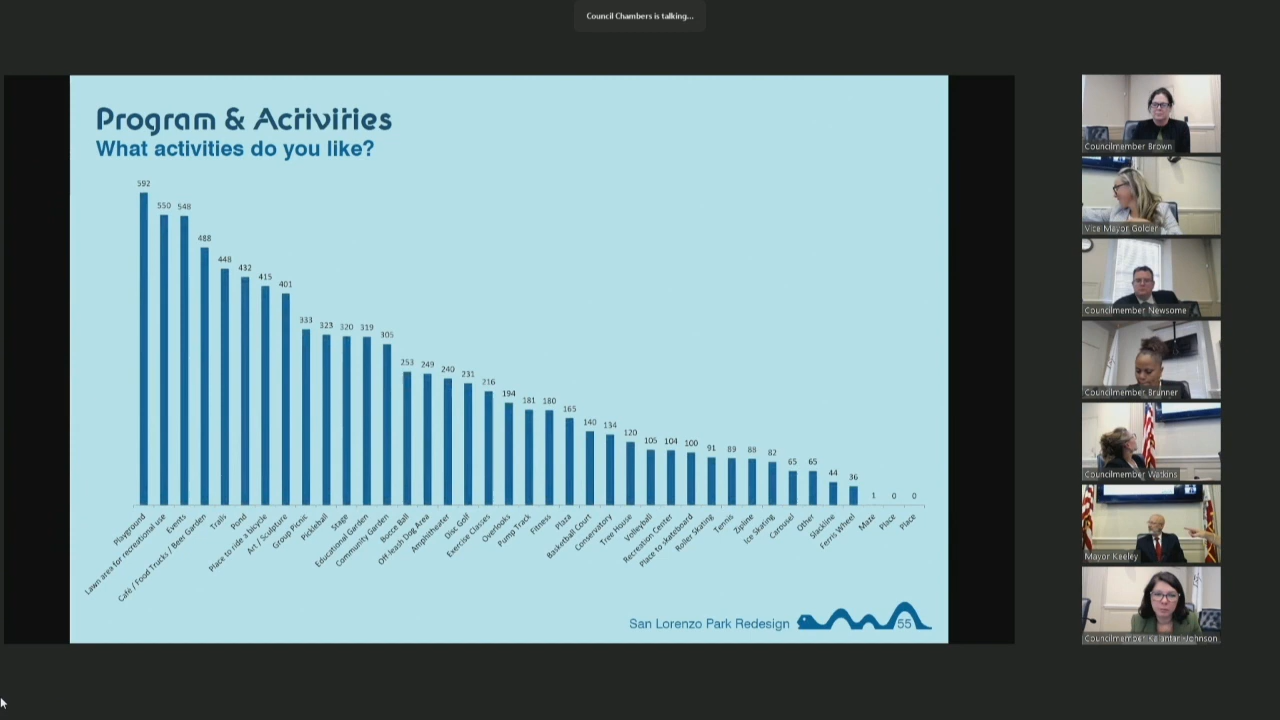 Council Chambers is talking...
Program & Activities
What activities do you like?
592
550
548
488
448
432
415
401
333
323
320
319
305
253
249
240
231
216
194
181
180
165
140
134
120
105
104
100
91
89
88
82
65
65
44
36
1
0
0
Playground
Lawn area for recreational use
Events
Café / Food Trucks / Beer Garden
Trails
Pond
Place to ride a bicycle
Art / Sculpture
Group Picnic
Pickleball
Stage
Educational Garden
Community Garden
Bocce Ball
Off-leash Dog Area
Amphitheater
Disc Golf
Exercise classes
Overlooks
Pump Track
Fitness
Plaza
Basketball Court
Conservatory
Tree House
Volleyball
Recreation Center
Place to skateboard
Roller Skating
Tennis
Zipline
Ice Skating
Carousel
Other
Slackline
Ferris Wheel
Maze
Place
Place
San Lorenzo Park Redesign
55
Councilmember Brown
Vice Mayor Golder
Councilmember Newsome
Councilmember Brunner
Councilmember Watkins
Mayor Keeley
Councilmember Kalantari-Johnson